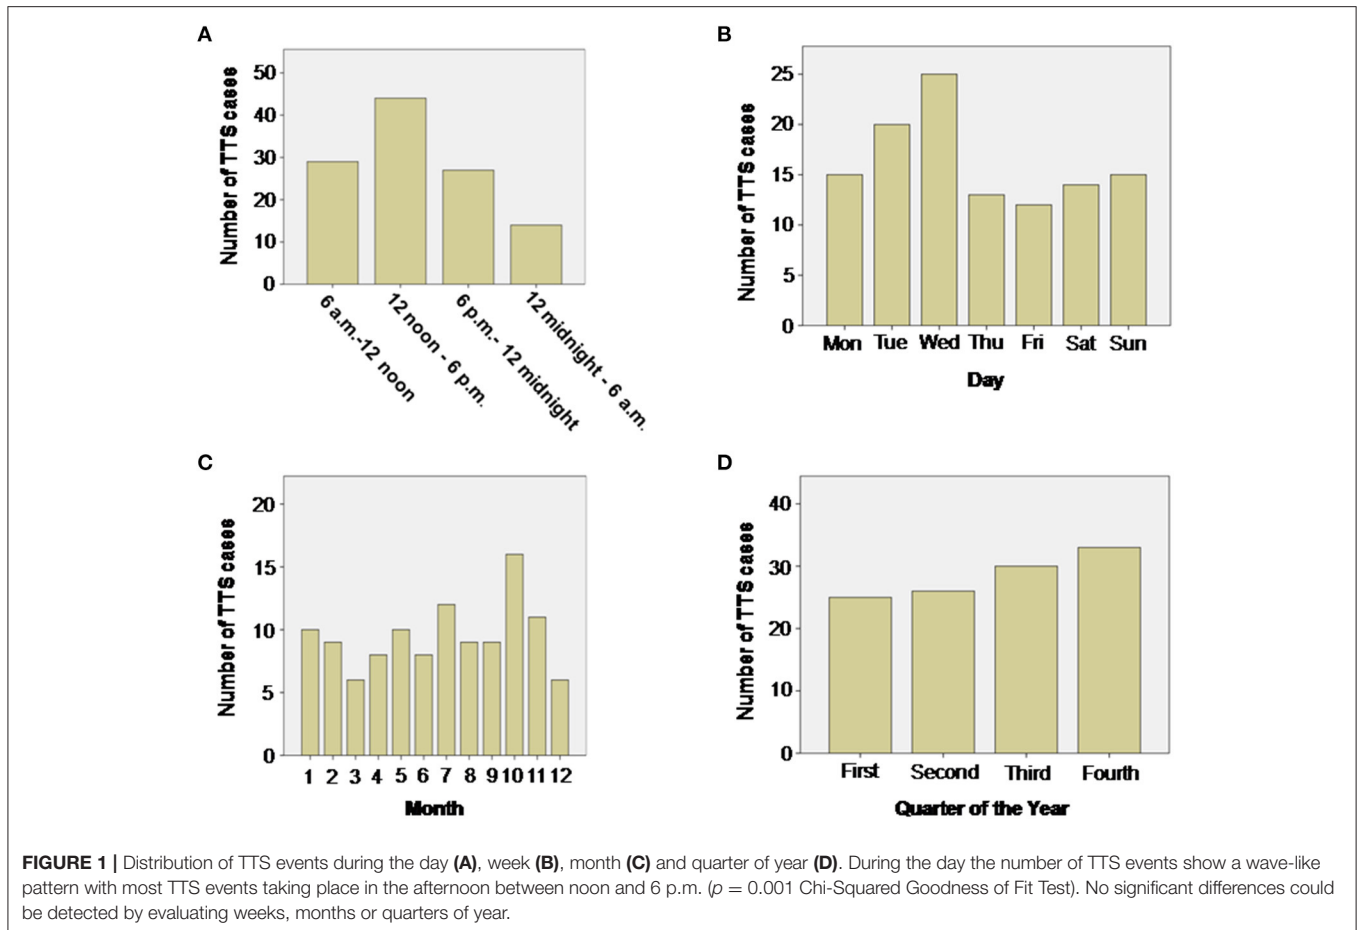 A
Number of TTS cases
50
40
30
20
10
0
6 a.m.-12 noon
12 noon - 6 p.m.
6 p.m.- 12 midnight
12 midnight - 6 a.m.
B
Number of TTS cases
25
20
15
10
5
0
Mon Tue Wed Thu Fri Sat Sun
Day
C
Number of TTS cases
20
15
10
5
0
1 2 3 4 5 6 7 8 9 10 11 12
Month
D
Number of TTS cases
40
30
20
10
0
First Second Third Fourth
Quarter of the Year
FIGURE 1 | Distribution of TTS events during the day (A), week (B), month (C) and quarter of year (D). During the day the number of TTS events show a wave-like
pattern with most TTS events taking place in the afternoon between noon and 6 p.m. (p = 0.001 Chi-Squared Goodness of Fit Test). No significant differences could
be detected by evaluating weeks, months or quarters of year.